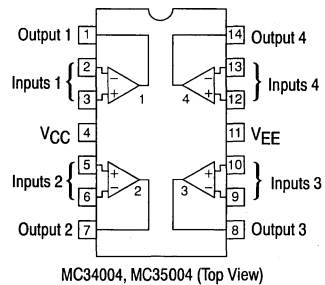 Output 1 1 14 Output 4
Inputs 1 { 2 − + 1 4 − + 13 } Inputs 4
3 12
VCC 4 11 VEE
Inputs 2 { 5 + − 2 3 + − 10 } Inputs 3
6 9
Output 2 7 8 Output 3
MC34004, MC35004 (Top View)